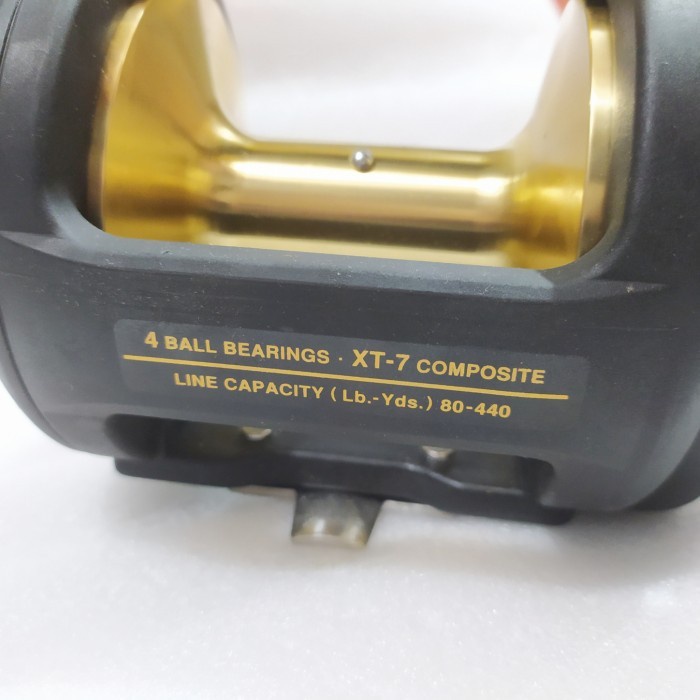 4 BALL BEARINGS · XT-7 COMPOSITE
LINE CAPACITY (Lb.-Yds.) 80-440